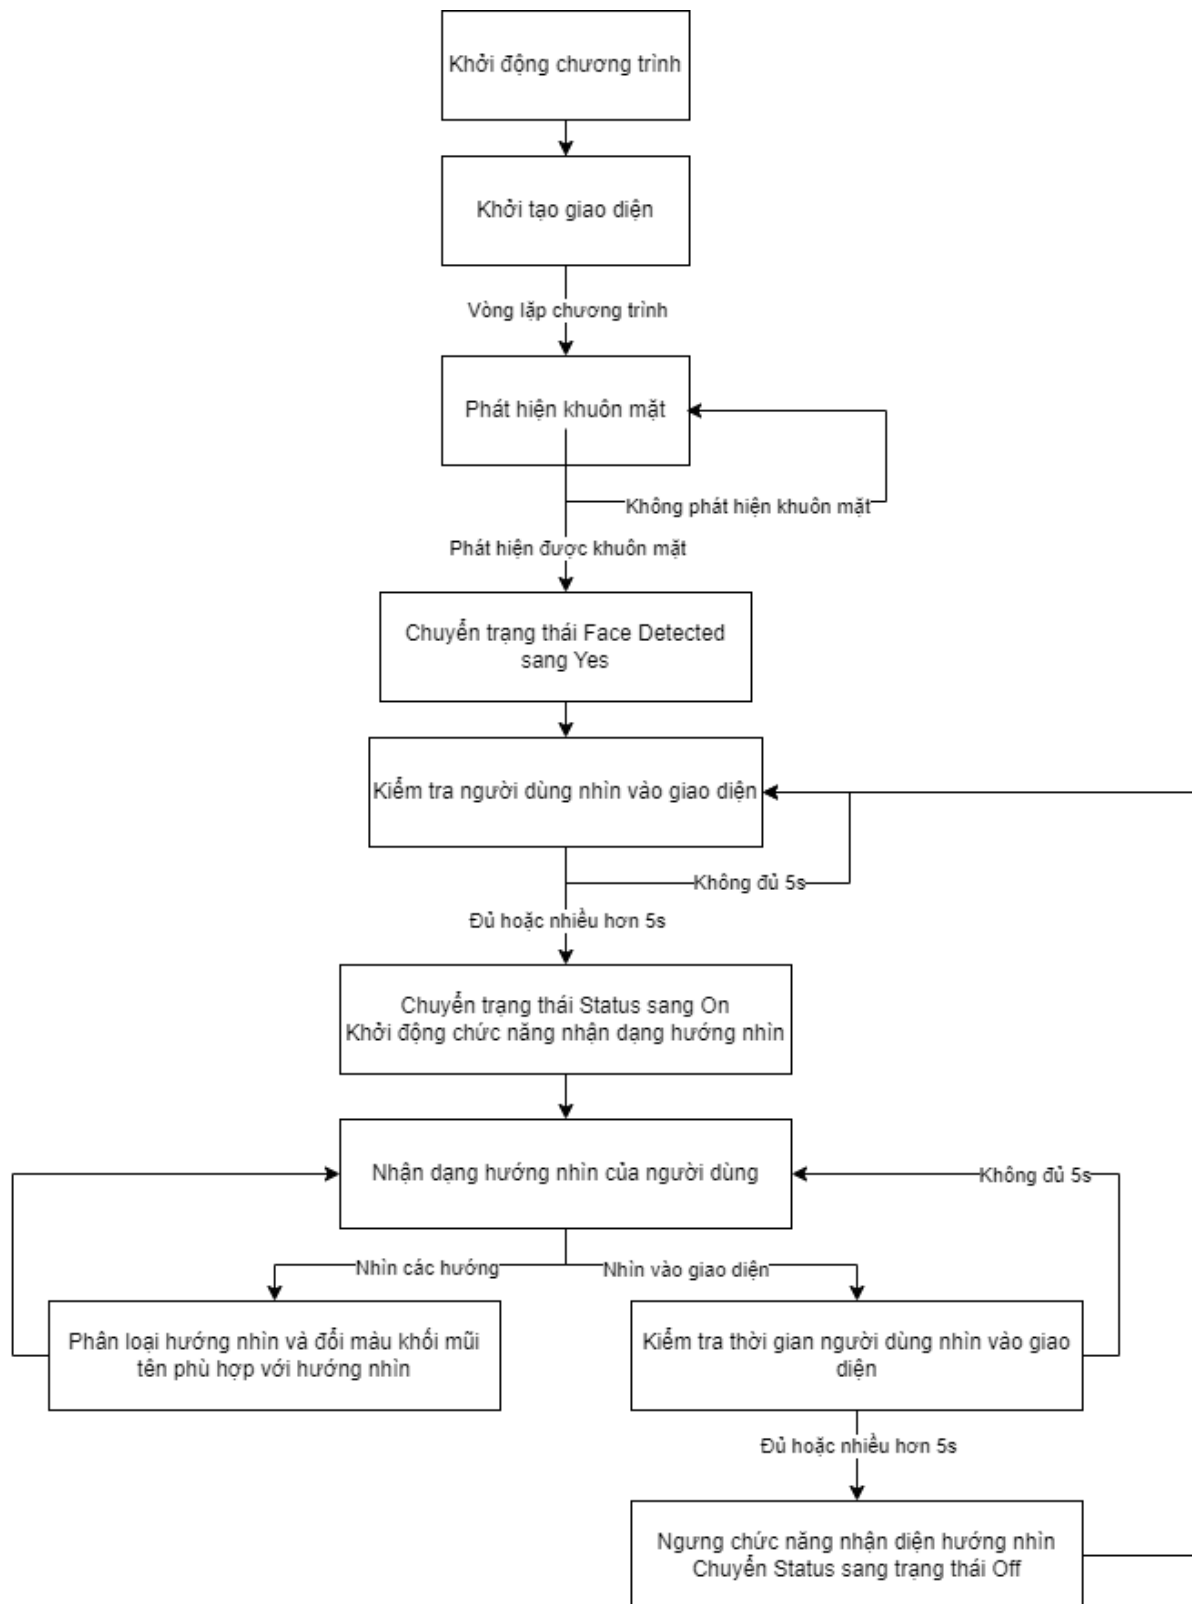 Khởi động chương trình
Khởi tạo giao diện
Vòng lặp chương trình
Phát hiện khuôn mặt
Không phát hiện khuôn mặt
Phát hiện được khuôn mặt
Chuyển trạng thái Face Detected
sang Yes
Kiểm tra người dùng nhìn vào giao diện
Không đủ 5s
Đủ hoặc nhiều hơn 5s
Chuyển trạng thái Status sang On
Khởi động chức năng nhận dạng hướng nhìn
Nhận dạng hướng nhìn của người dùng
Không đủ 5s
Nhìn các hướng
Nhìn vào giao diện
Phân loại hướng nhìn và đổi màu khối mũi
tên phù hợp với hướng nhìn
Kiểm tra thời gian người dùng nhìn vào giao
diện
Đủ hoặc nhiều hơn 5s
Ngưng chức năng nhận diện hướng nhìn
Chuyển Status sang trạng thái Off